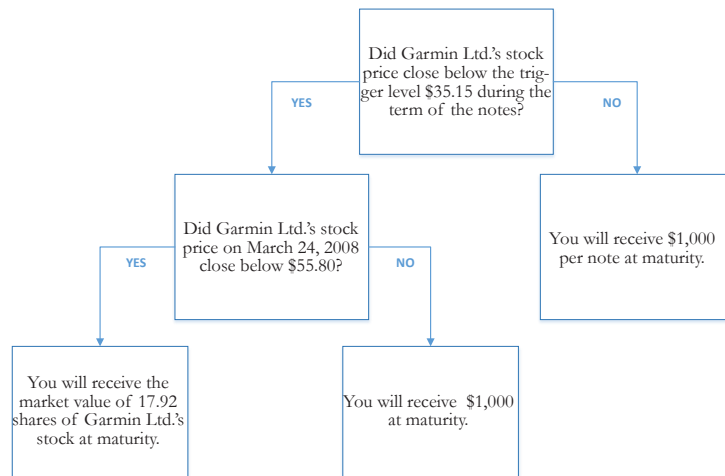 Did Garmin Ltd.'s stock
price close below the trig-
ger level $35.15 during the
term of the notes?
YES
NO
Did Garmin Ltd.'s stock
price on March 24, 2008
close below $55.80?
You will receive $1,000
per note at maturity.
YES
NO
You will receive the
market value of 17.92
shares of Garmin Ltd.'s
stock at maturity.
You will receive $1,000
at maturity.